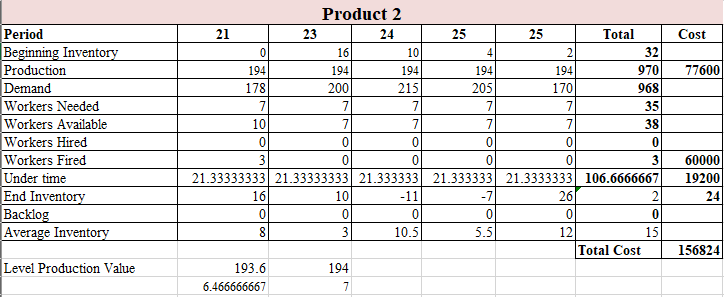 Product 2
Period 21 23 24 25 25 Total Cost
Beginning Inventory 0 16 10 4 2 32
Production 194 194 194 194 194 970 77600
Demand 178 200 215 205 170 968
Workers Needed 7 7 7 7 7 35
Workers Available 10 7 7 7 7 38
Workers Hired 0 0 0 0 0 0
Workers Fired 3 0 0 0 0 3 60000
Under time 21.33333333 21.33333333 21.333333 21.333333 21.3333333 106.6666667 19200
End Inventory 16 10 -11 -7 26 2 24
Backlog 0 0 0 0 0 0
Average Inventory 8 3 10.5 5.5 12 15
Total Cost 156824
Level Production Value 193.6 194
6.466666667 7